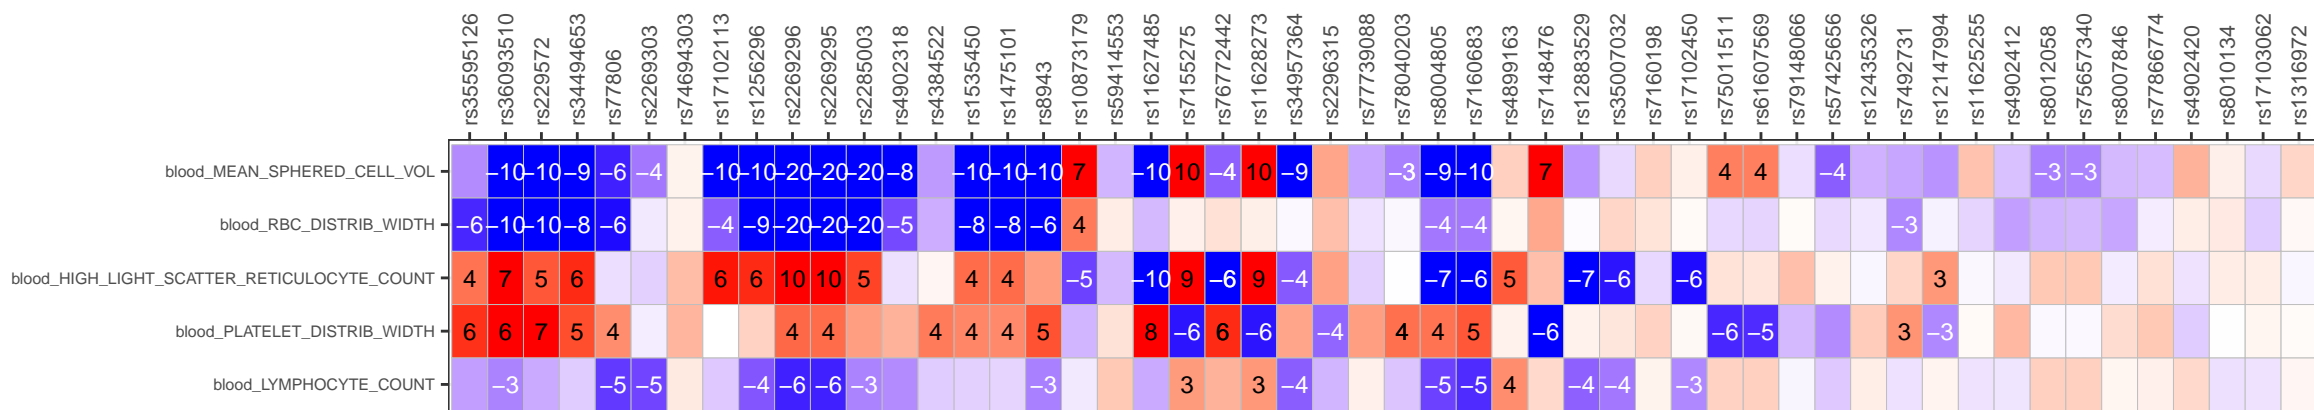 rs35595126
rs36093510
rs229572
rs34494653
rs77806
rs2269303
rs74694303
rs17102113
rs1256296
rs2269296
rs2269295
rs2285003
rs4902318
rs4384522
rs1535450
rs1475101
rs8943
rs10873179
rs59414553
rs11627485
rs7155275
rs76772442
rs11628273
rs34957364
rs2296315
rs77739088
rs78040203
rs8004805
rs7160683
rs4899163
rs7148476
rs12883529
rs35007032
rs7160198
rs17102450
rs75011511
rs61607569
rs79148066
rs57425656
rs12435326
rs7492731
rs12147994
rs11625255
rs4902412
rs8012058
rs75657340
rs8007846
rs77866774
rs4902420
rs8010134
rs17103062
rs1316972
blood_MEAN_SPHERED_CELL_VOL −10 −10 −9 −6 −4 −10 −10 −20 −20 −20 −8 −10 −10 −10 7 −10 10 −4 10 −9 −3 −9 −10 7 4 4 −4 −3 −3
blood_RBC_DISTRIB_WIDTH −6 −10 −10 −8 −6 −4 −9 −20 −20 −20 −5 −8 −8 −6 4 −4 −4 −3
blood_HIGH_LIGHT_SCATTER_RETICULOCYTE_COUNT 4 7 5 6 6 6 10 10 5 4 4 −5 −10 9 −6 9 −4 −7 −6 5 −7 −6 −6 3
blood_PLATELET_DISTRIB_WIDTH 6 6 7 5 4 4 4 4 4 4 5 8 −6 6 −6 −4 4 4 5 −6 −6 −5 3 −3
blood_LYMPHOCYTE_COUNT −3 −5 −5 −4 −6 −6 −3 −3 3 3 −4 −5 −5 4 −4 −4 −3